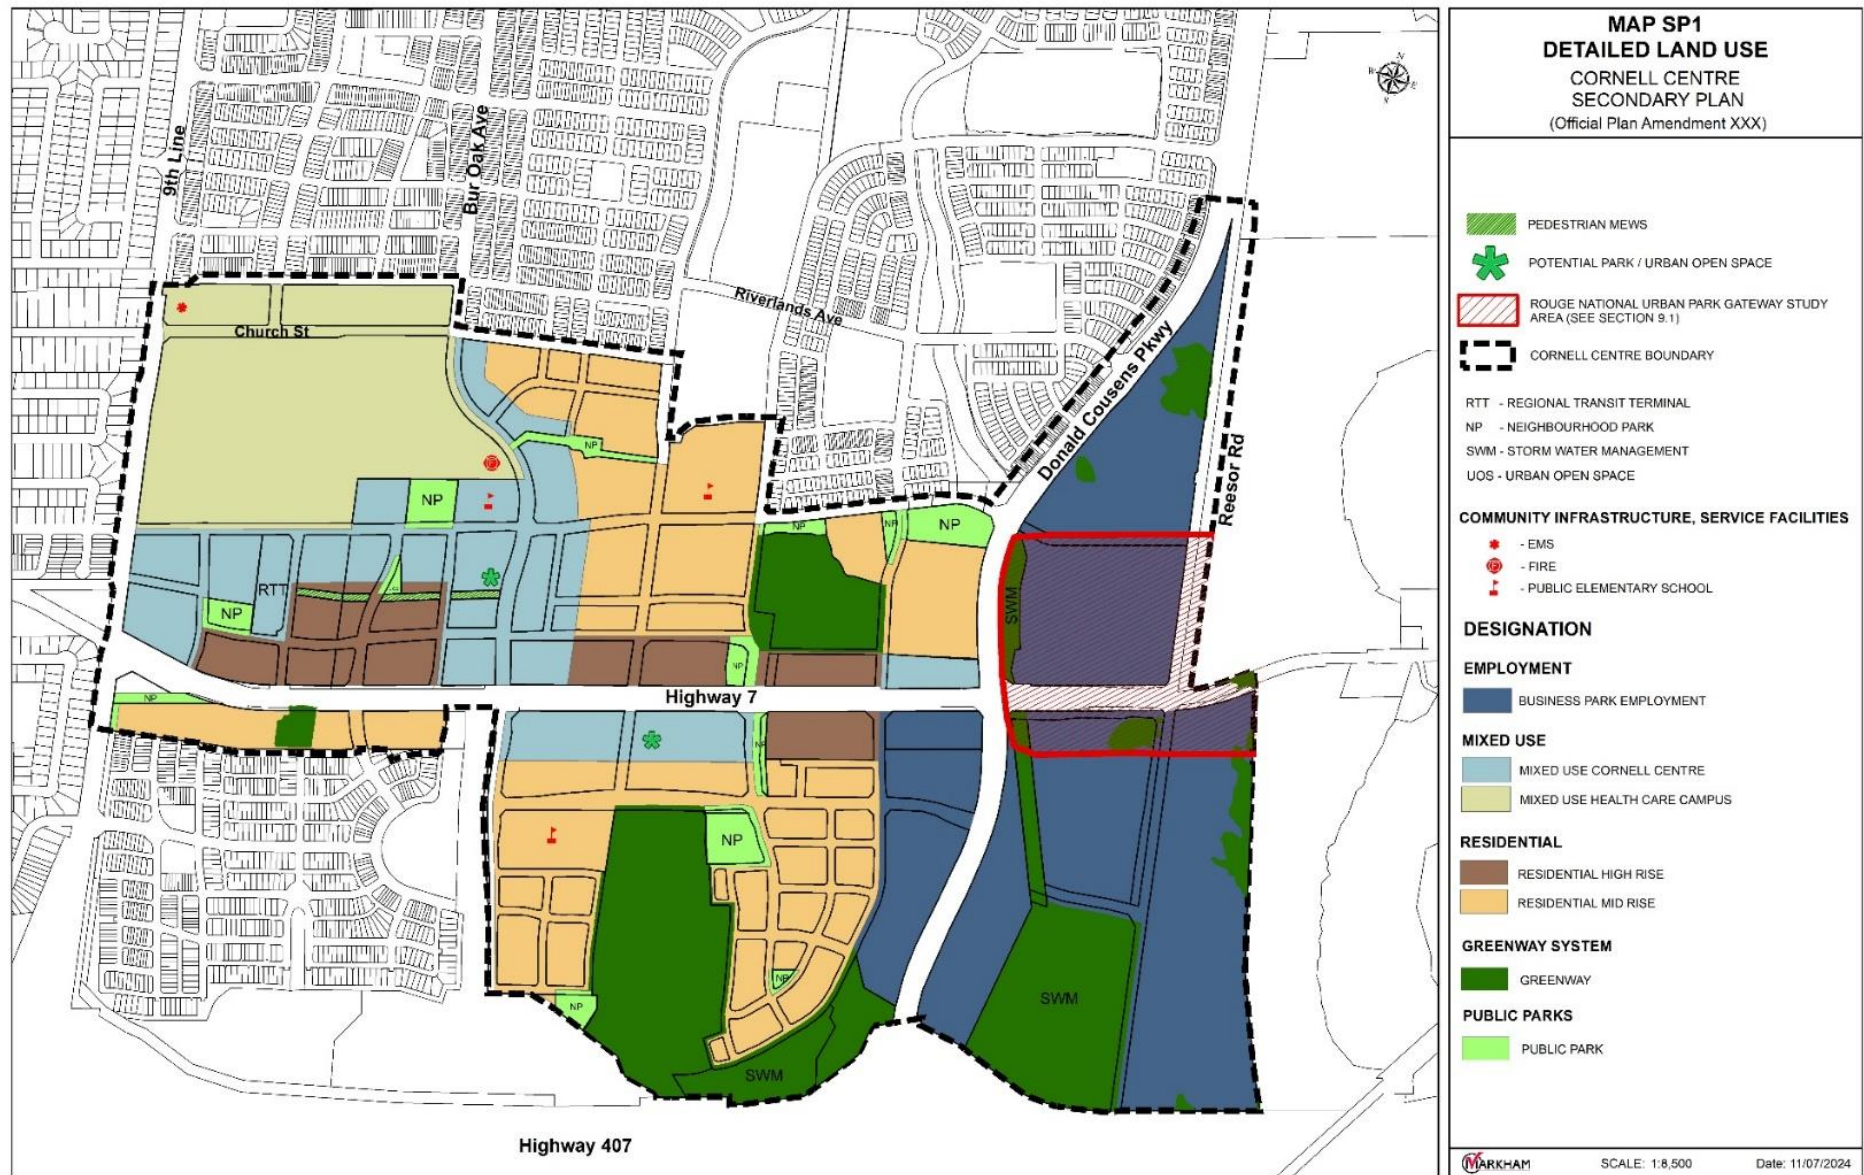 9th Line
Bur Oak Ave
Church St
Riverlands Ave
Donald Cousens Pkwy
Reesor Rd
NP
F
NP
NP
NP
NP
RTT
NP
SWM
NP
Highway 7
NP
NP
NP
NP
NP
SWM
SWM
Highway 407
MAP SP1
DETAILED LAND USE
CORNELL CENTRE
SECONDARY PLAN
(Official Plan Amendment XXX)
N
PEDESTRIAN MEWS
POTENTIAL PARK / URBAN OPEN SPACE
ROUGE NATIONAL URBAN PARK GATEWAY STUDY
AREA (SEE SECTION 9.1)
CORNELL CENTRE BOUNDARY
RTT - REGIONAL TRANSIT TERMINAL
NP - NEIGHBOURHOOD PARK
SWM - STORM WATER MANAGEMENT
UOS - URBAN OPEN SPACE
COMMUNITY INFRASTRUCTURE, SERVICE FACILITIES
- EMS
F - FIRE
- PUBLIC ELEMENTARY SCHOOL
DESIGNATION
EMPLOYMENT
BUSINESS PARK EMPLOYMENT
MIXED USE
MIXED USE CORNELL CENTRE
MIXED USE HEALTH CARE CAMPUS
RESIDENTIAL
RESIDENTIAL HIGH RISE
RESIDENTIAL MID RISE
GREENWAY SYSTEM
GREENWAY
PUBLIC PARKS
PUBLIC PARK
MARKHAM
SCALE: 1:8,500
Date: 11/07/2024